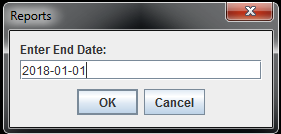 Reports
Enter End Date:
2018-01-01
OK Cancel